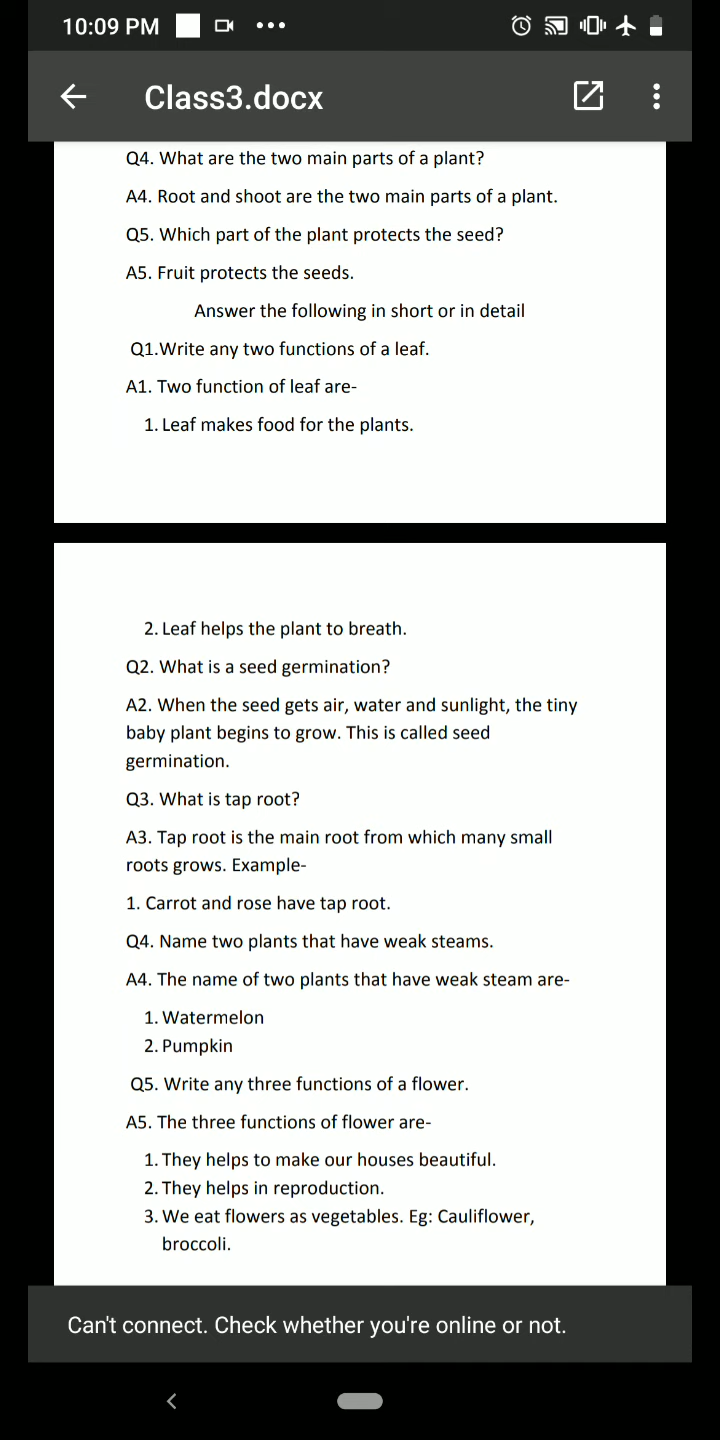 10:09 PM
Class3.docx
Q4. What are the two main parts of a plant?
A4. Root and shoot are the two main parts of a plant.
Q5. Which part of the plant protects the seed?
A5. Fruit protects the seeds.
Answer the following in short or in detail
Q1.Write any two functions of a leaf.
A1. Two function of leaf are-
1. Leaf makes food for the plants.
2. Leaf helps the plant to breath.
Q2. What is a seed germination?
A2. When the seed gets air, water and sunlight, the tiny
baby plant begins to grow. This is called seed
germination.
Q3. What is tap root?
A3. Tap root is the main root from which many small
roots grows. Example-
1. Carrot and rose have tap root.
Q4. Name two plants that have weak steams.
A4. The name of two plants that have weak steam are-
1. Watermelon
2. Pumpkin
Q5. Write any three functions of a flower.
A5. The three functions of flower are-
1. They helps to make our houses beautiful.
2. They helps in reproduction.
3. We eat flowers as vegetables. Eg: Cauliflower,
broccoli.
Can't connect. Check whether you're online or not.